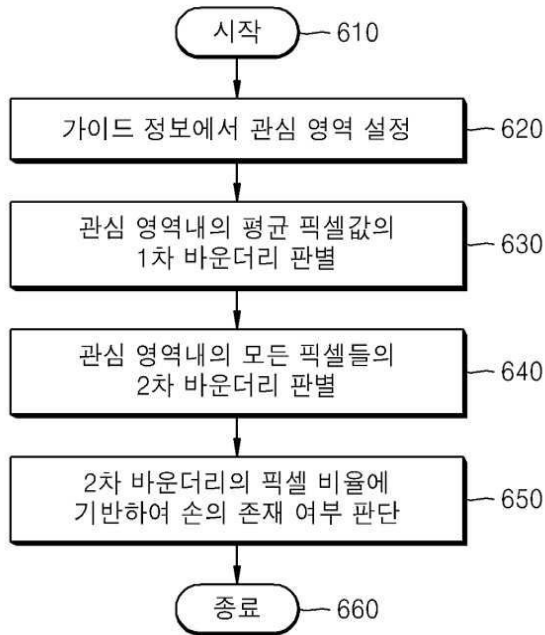 시작 610
가이드 정보에서 관심 영역 설정 620
관심 영역내의 평균 픽셀값의
1차 바운더리 판별 630
관심 영역내의 모든 픽셀들의
2차 바운더리 판별 640
2차 바운더리의 픽셀 비율에
기반하여 손의 존재 여부 판단 650
종료 660